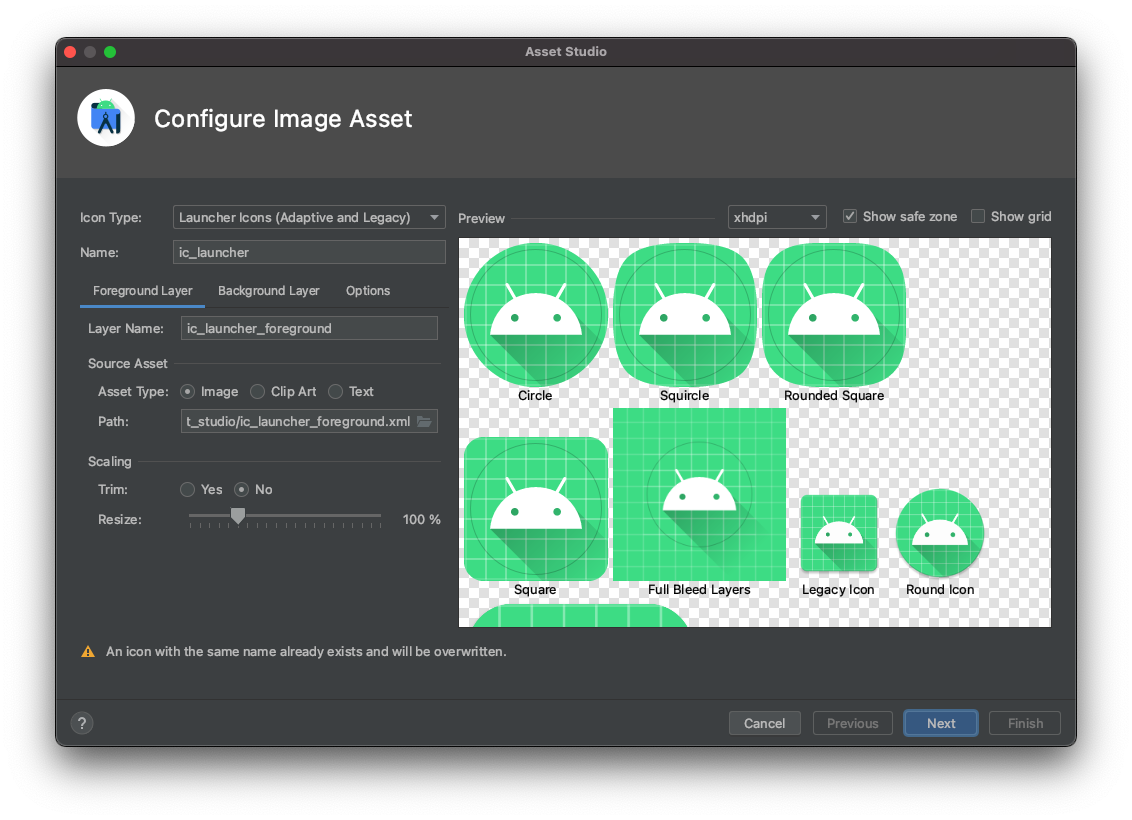 Asset Studio
Configure Image Asset
Icon Type: Launcher Icons (Adaptive and Legacy)
Name: ic_launcher
Foreground Layer Background Layer Options
Layer Name: ic_launcher_foreground
Source Asset
Asset Type: Image Clip Art Text
Path: t_studio/ic_launcher_foreground.xml
Scaling
Trim: Yes No
Resize: 100 %
Preview xhdpi Show safe zone Show grid
Circle Squircle Rounded Square
Square Full Bleed Layers Legacy Icon Round Icon
An icon with the same name already exists and will be overwritten.
? Cancel Previous Next Finish